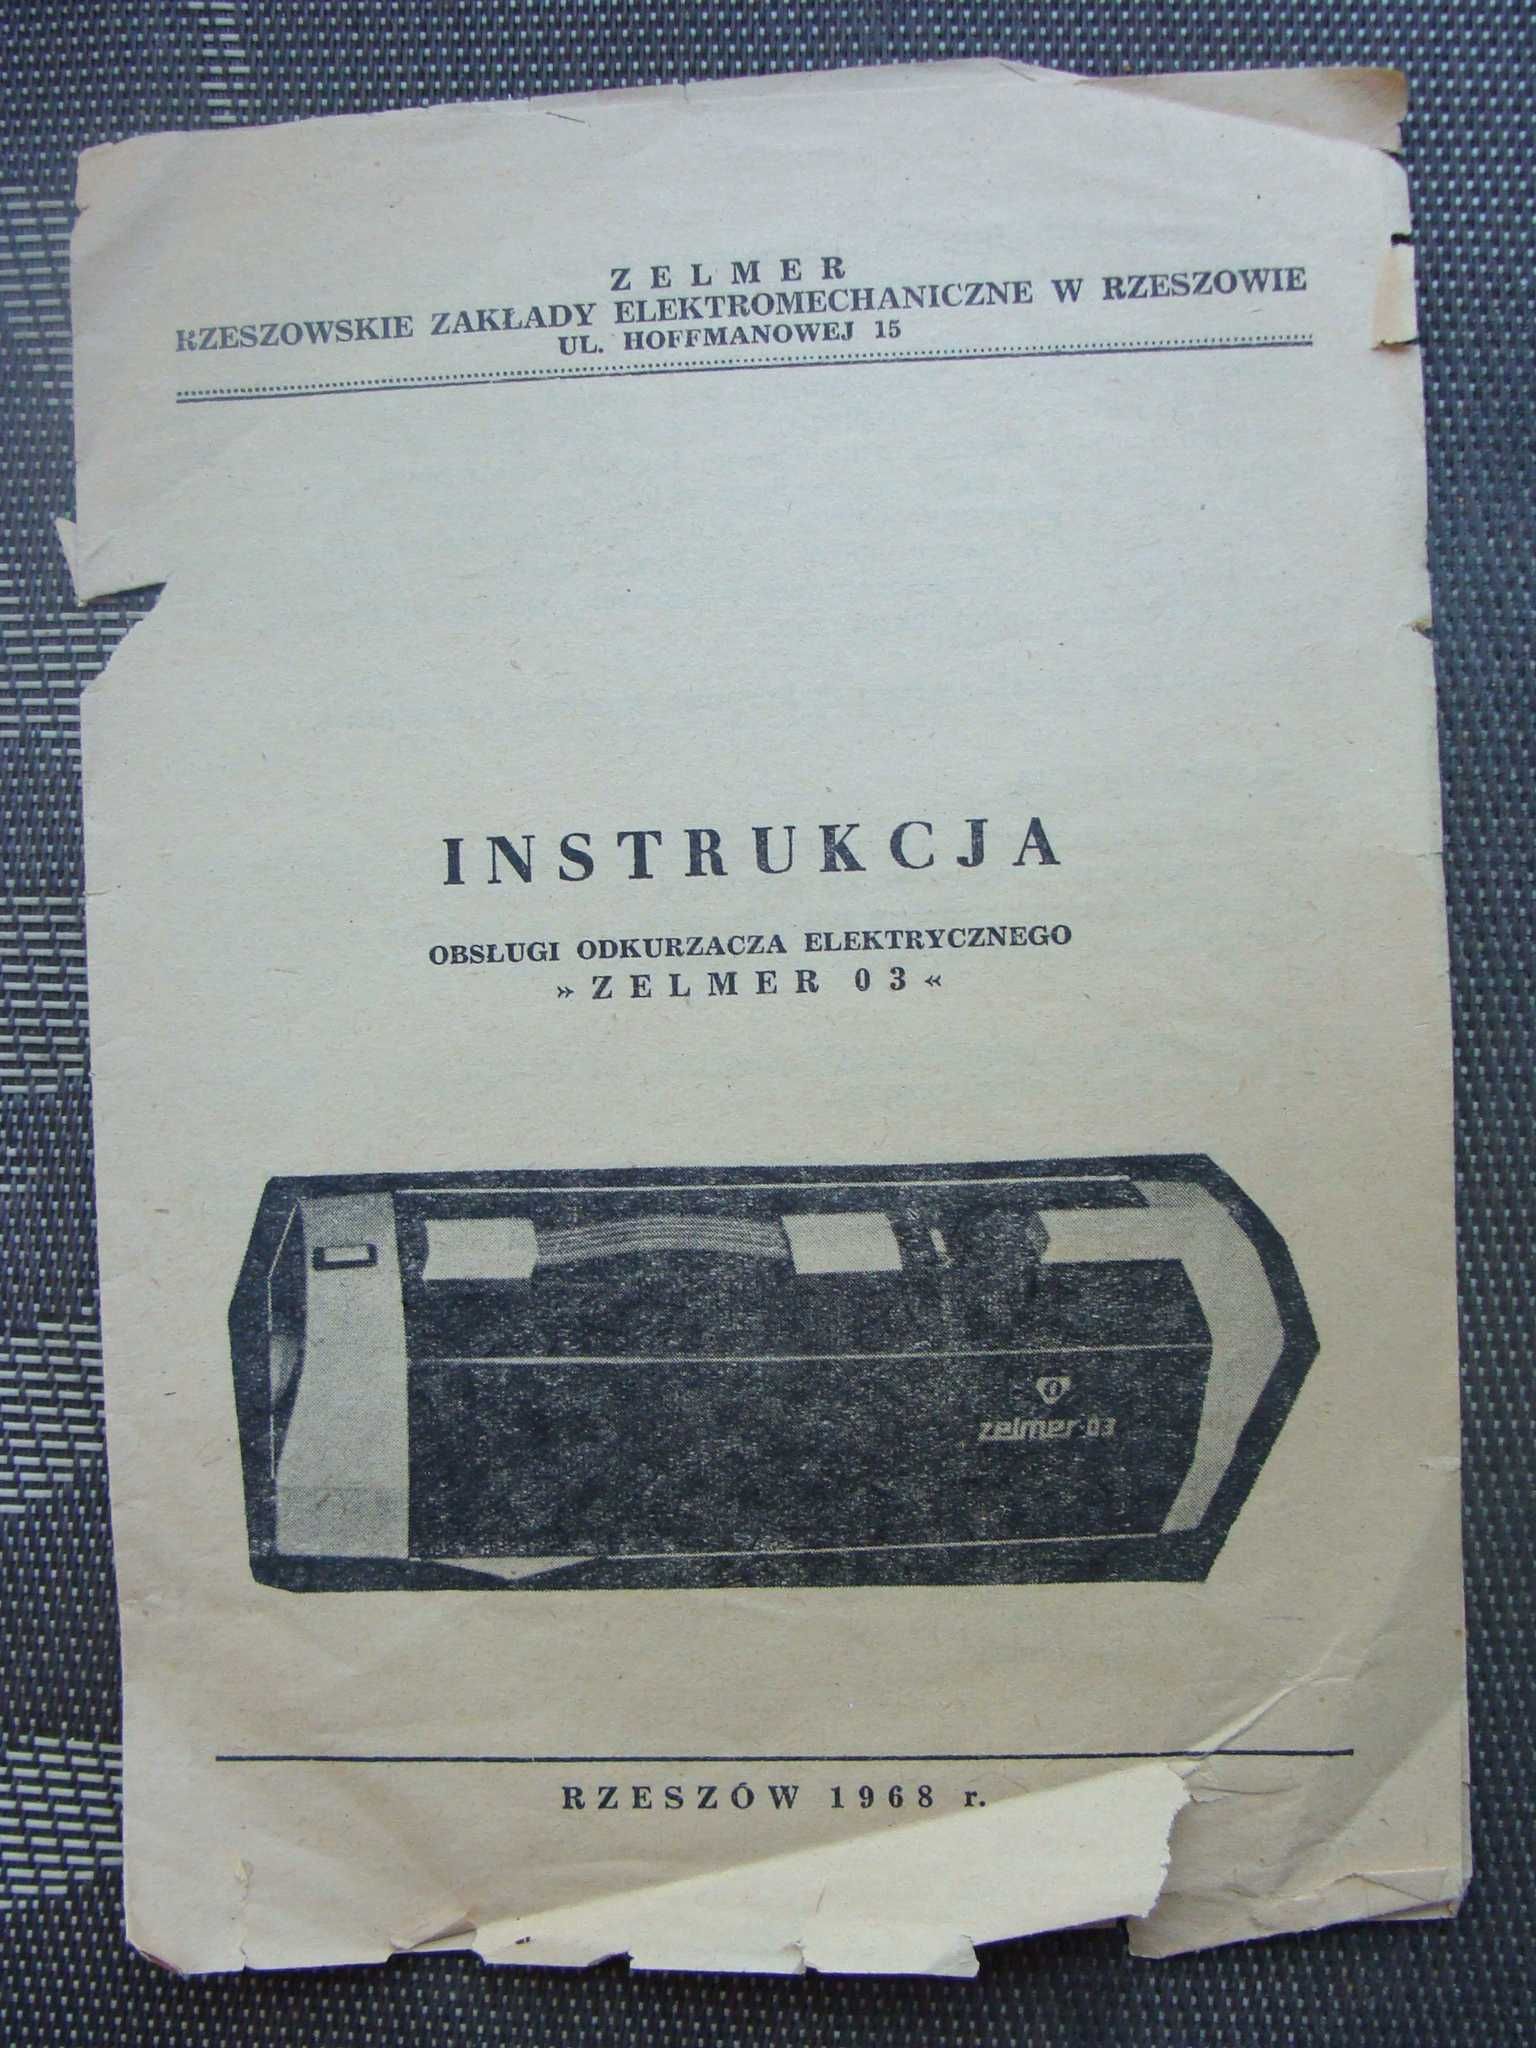 ZELMER
RZESZOWSKIE ZAKŁADY ELEKTROMECHANICZNE W RZESZOWIE
UL. HOFFMANOWEJ 15
INSTRUKCJA
OBSŁUGI ODKURZACZA ELEKTRYCZNEGO
»ZELMER 03«
zelmer-03
RZESZÓW 1968 r.